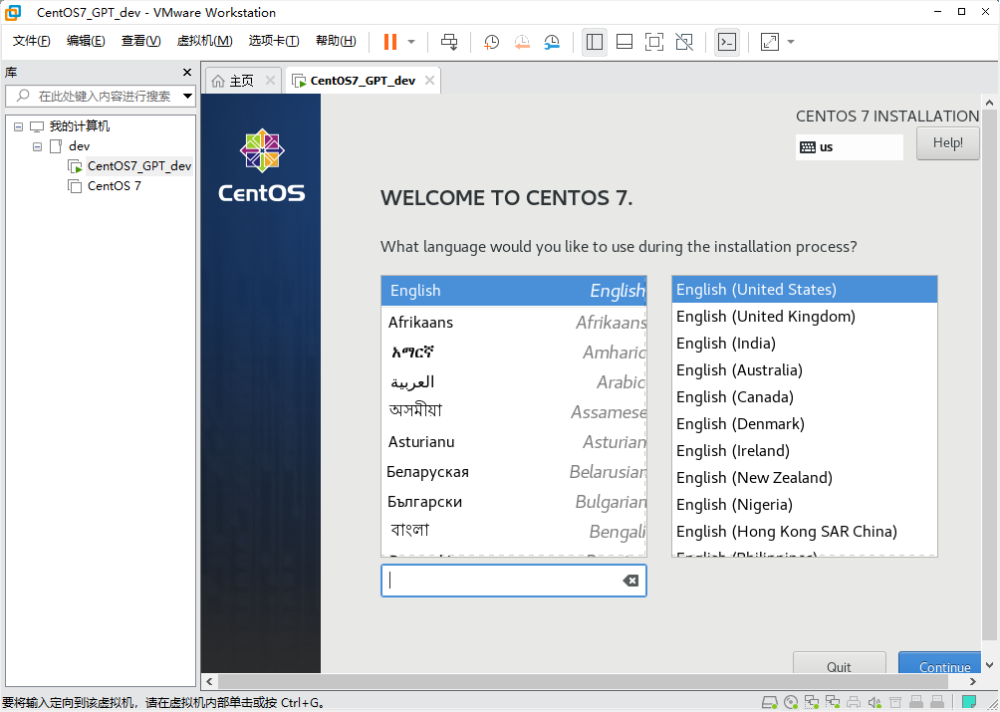 CentOS7_GPT_dev - VMware Workstation
文件(F) 编辑(E) 查看(V) 虚拟机(M) 选项卡(T) 帮助(H)
库
在此处键入内容进行搜索
我的计算机
dev
CentOS7_GPT_dev
CentOS 7
主页 CentOS7_GPT_dev
CentOS
CENTOS 7 INSTALLATION
us
Help!
WELCOME TO CENTOS 7.
What language would you like to use during the installation process?
English English
Afrikaans Afrikaans
አማርኛ Amharic
العربية Arabic
অসমীয়া Assamese
Asturianu Asturian
Беларуская Belarusian
Български Bulgarian
বাংলা Bengali
English (United States)
English (United Kingdom)
English (India)
English (Australia)
English (Canada)
English (Denmark)
English (Ireland)
English (New Zealand)
English (Nigeria)
English (Hong Kong SAR China)
English (Philippines)
Quit Continue
要将输入定向到该虚拟机，请在虚拟机内部单击或按 Ctrl+G。